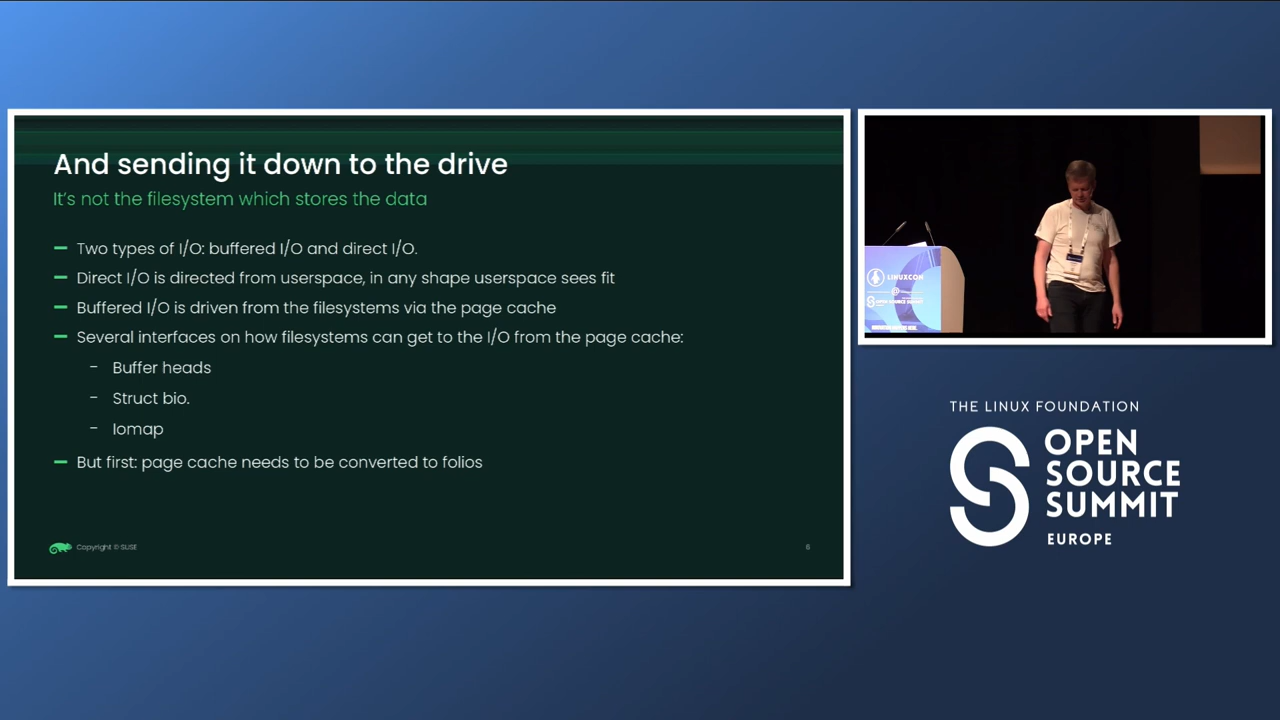 And sending it down to the drive
It's not the filesystem which stores the data
Two types of I/O: buffered I/O and direct I/O.
Direct I/O is directed from userspace, in any shape userspace sees fit
Buffered I/O is driven from the filesystems via the page cache
Several interfaces on how filesystems can get to the I/O from the page cache:
- Buffer heads
- Struct bio.
- Iomap
But first: page cache needs to be converted to folios
Copyright © SUSE
6
LINUXCON
OPEN SOURCE SUMMIT
THE LINUX FOUNDATION
OPEN
SOURCE
SUMMIT
EUROPE